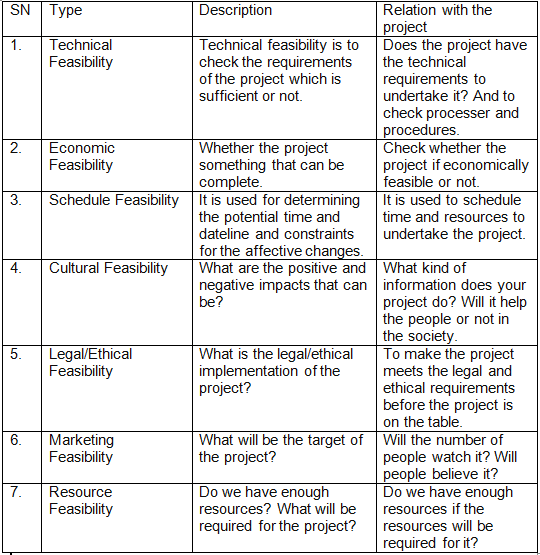 SN Type Description Relation with the
project
1. Technical
Feasibility
Technical feasibility is to
check the requirements
of the project which is
sufficient or not.
Does the project have
the technical
requirements to
undertake it? And to
check processer and
procedures.
2. Economic
Feasibility
Whether the project
something that can be
complete.
Check whether the
project if economically
feasible or not.
3. Schedule Feasibility
It is used for determining
the potential time and
dateline and constraints
for the affective changes.
It is used to schedule
time and resources to
undertake the project.
4. Cultural Feasibility
What are the positive and
negative impacts that can
be?
What kind of
information does your
project do? Will it help
the people or not in
the society.
5. Legal/Ethical
Feasibility
What is the legal/ethical
implementation of the
project?
To make the project
meets the legal and
ethical requirements
before the project is
on the table.
6. Marketing
Feasibility
What will be the target of
the project?
Will the number of
people watch it? Will
people believe it?
7. Resource
Feasibility
Do we have enough
resources? What will be
required for the project?
Do we have enough
resources if the
resources will be
required for it?